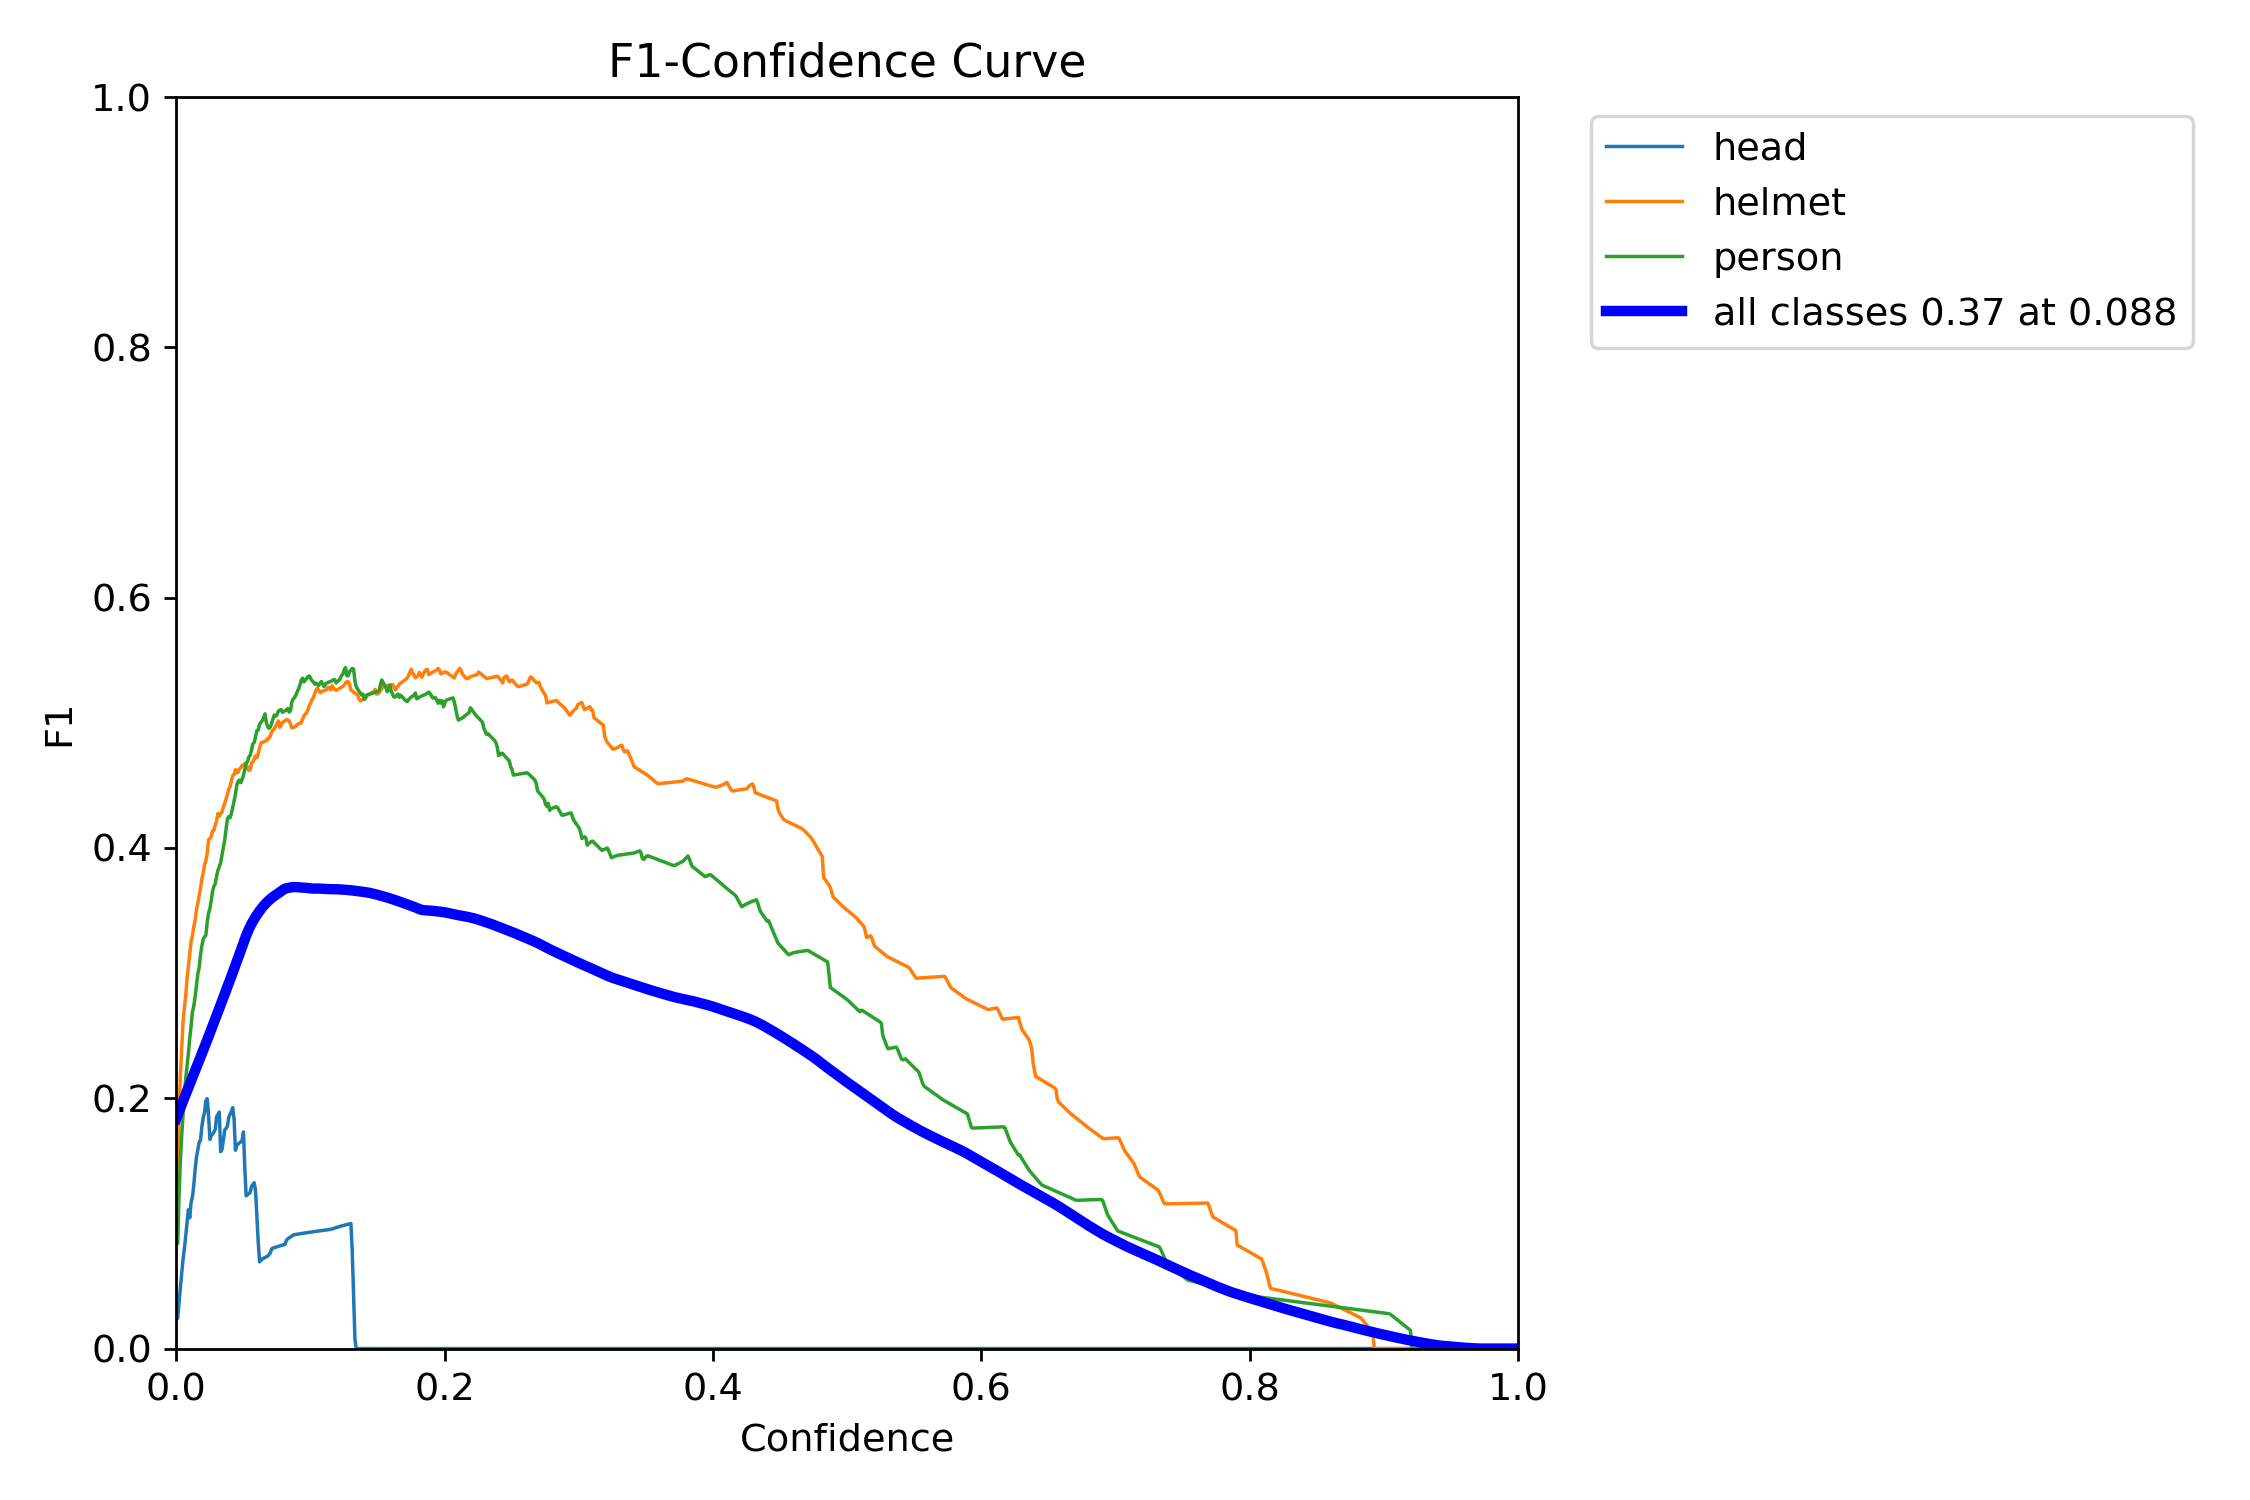 F1-Confidence Curve
1.0
0.8
0.6
0.4
0.2
0.0
F1
0.0 0.2 0.4 0.6 0.8 1.0
Confidence
head
helmet
person
all classes 0.37 at 0.088